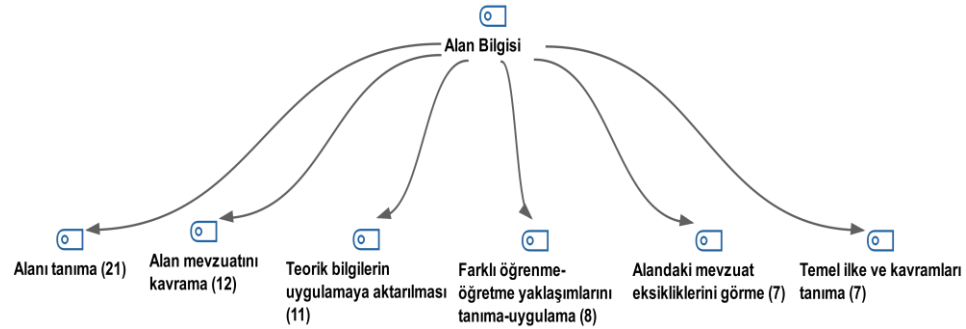 Alan Bilgisi
Alanı tanıma (21)
Alan mevzuatını
kavrama (12)
Teorik bilgilerin
uygulamaya aktarılması
(11)
Farklı öğrenme-
öğretme yaklaşımlarını
tanıma-uygulama (8)
Alandaki mevzuat
eksikliklerini görme (7)
Temel ilke ve kavramları
tanıma (7)